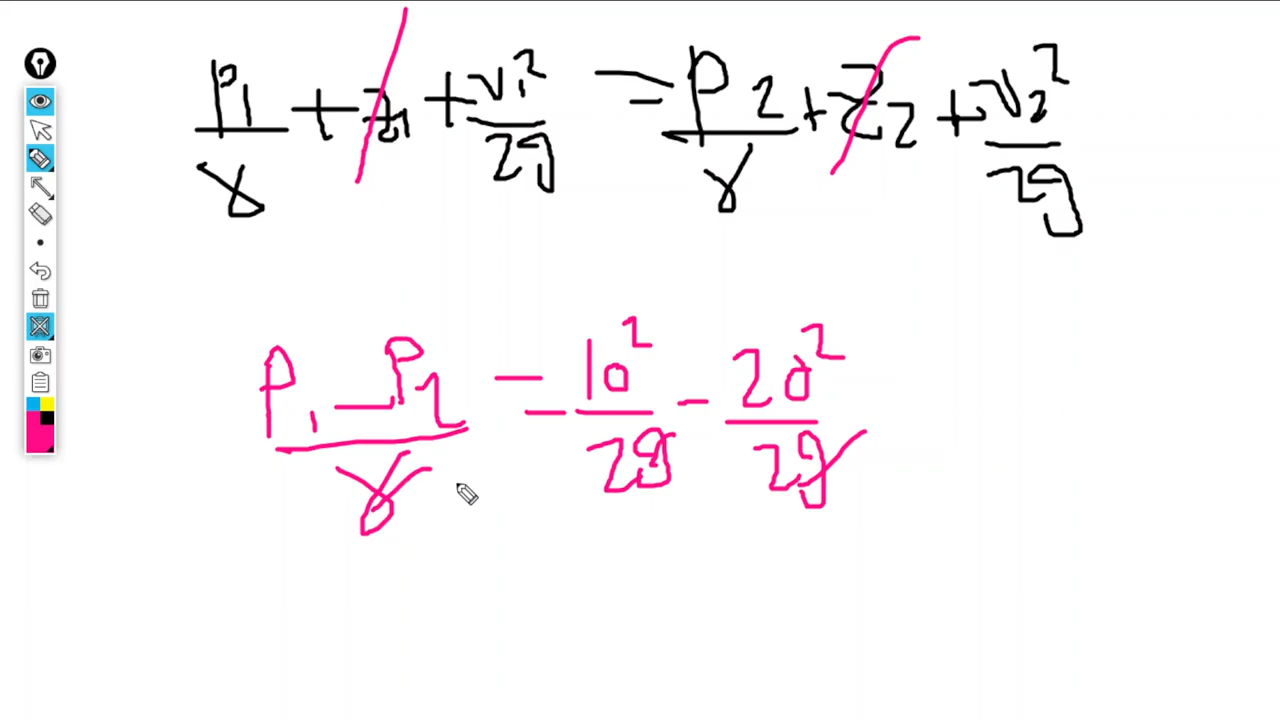 P₁/γ + z₁ + v₁²/2g = P₂/γ + z₂ + v₂²/2g
P₁ - P₂/γ = 10²/2g - 20²/2g